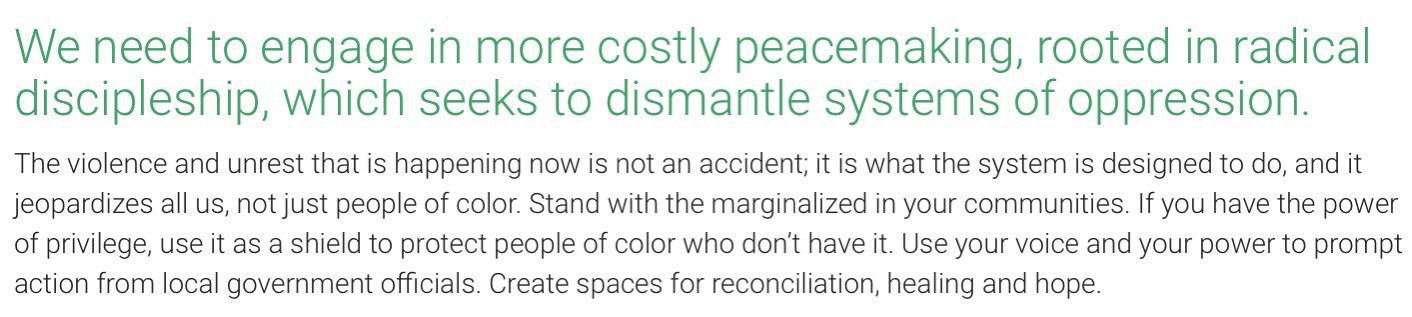 We need to engage in more costly peacemaking, rooted in radical
discipleship, which seeks to dismantle systems of oppression.
The violence and unrest that is happening now is not an accident; it is what the system is designed to do, and it
jeopardizes all us, not just people of color. Stand with the marginalized in your communities. If you have the power
of privilege, use it as a shield to protect people of color who don’t have it. Use your voice and your power to prompt
action from local government officials. Create spaces for reconciliation, healing and hope.